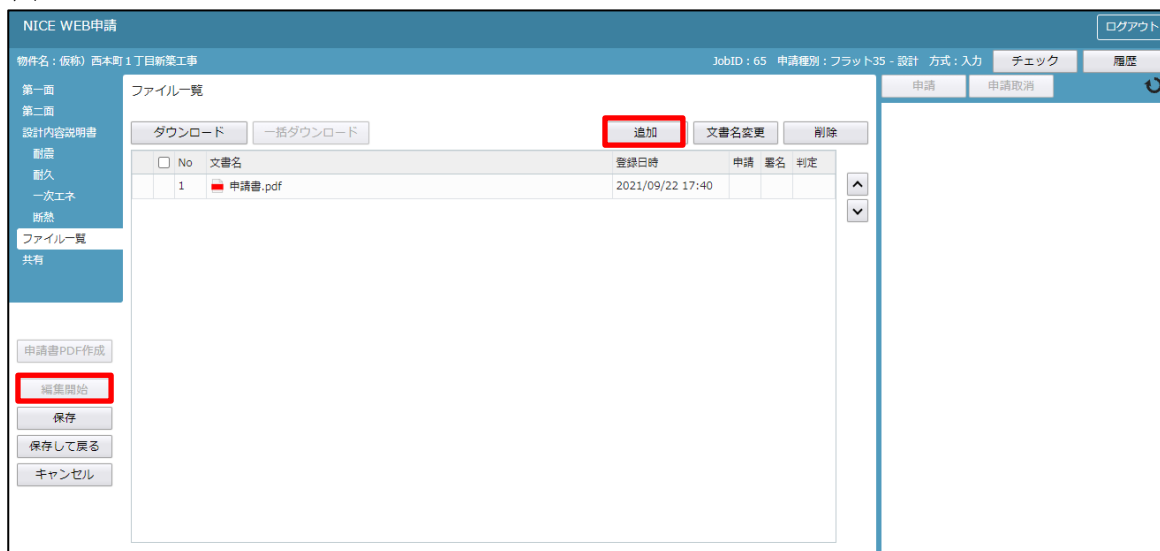 NICE WEB申請
ログアウト
物件名：仮称）西本町１丁目新築工事
JobID：65 申請種別：フラット35 - 設計 方式：入力
チェック
履歴
第一面
第二面
設計内容説明書
耐震
耐久
一次エネ
断熱
ファイル一覧
共有
ファイル一覧
申請
申請取消
ダウンロード
一括ダウンロード
追加
文書名変更
削除
No 文書名 登録日時 申請 署名 判定
1 申請書.pdf 2021/09/22 17:40
申請書PDF作成
編集開始
保存
保存して戻る
キャンセル